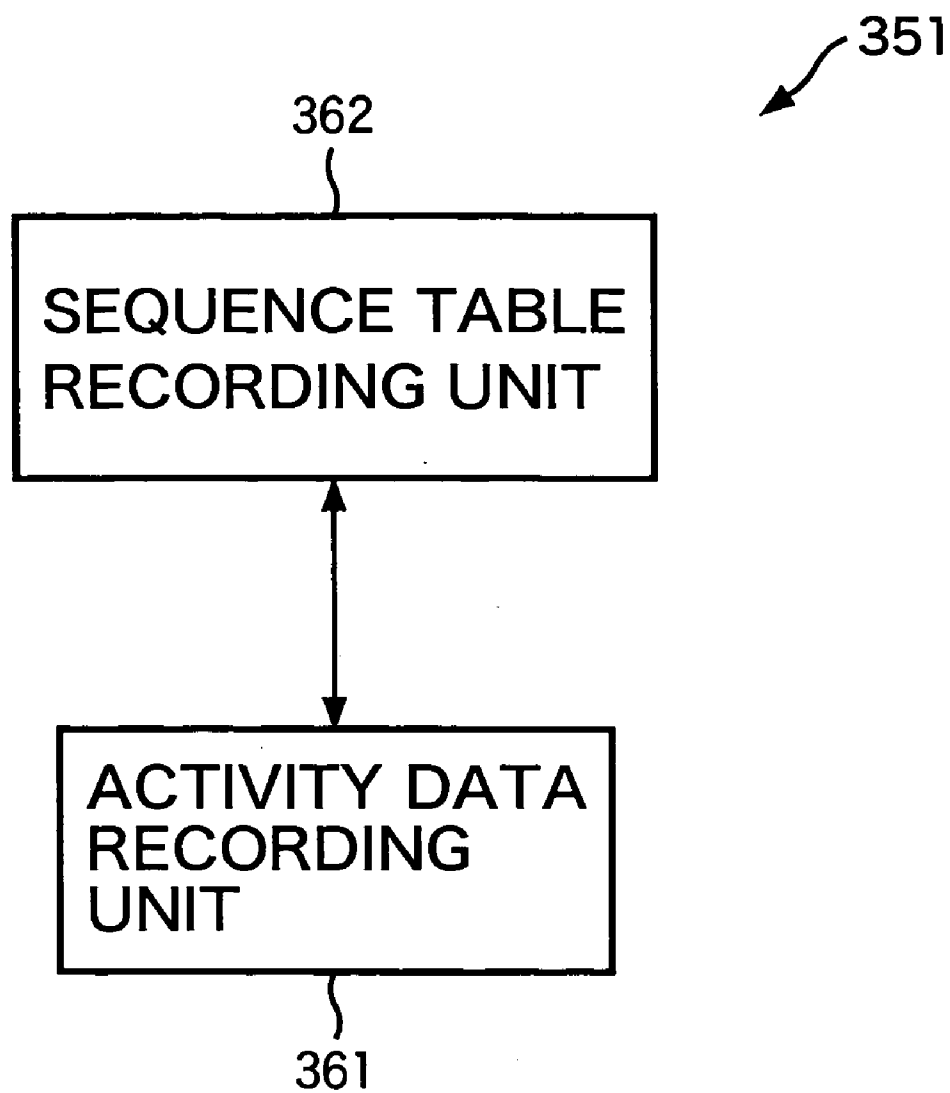 351
362
SEQUENCE TABLE
RECORDING UNIT
ACTIVITY DATA
RECORDING
UNIT
361